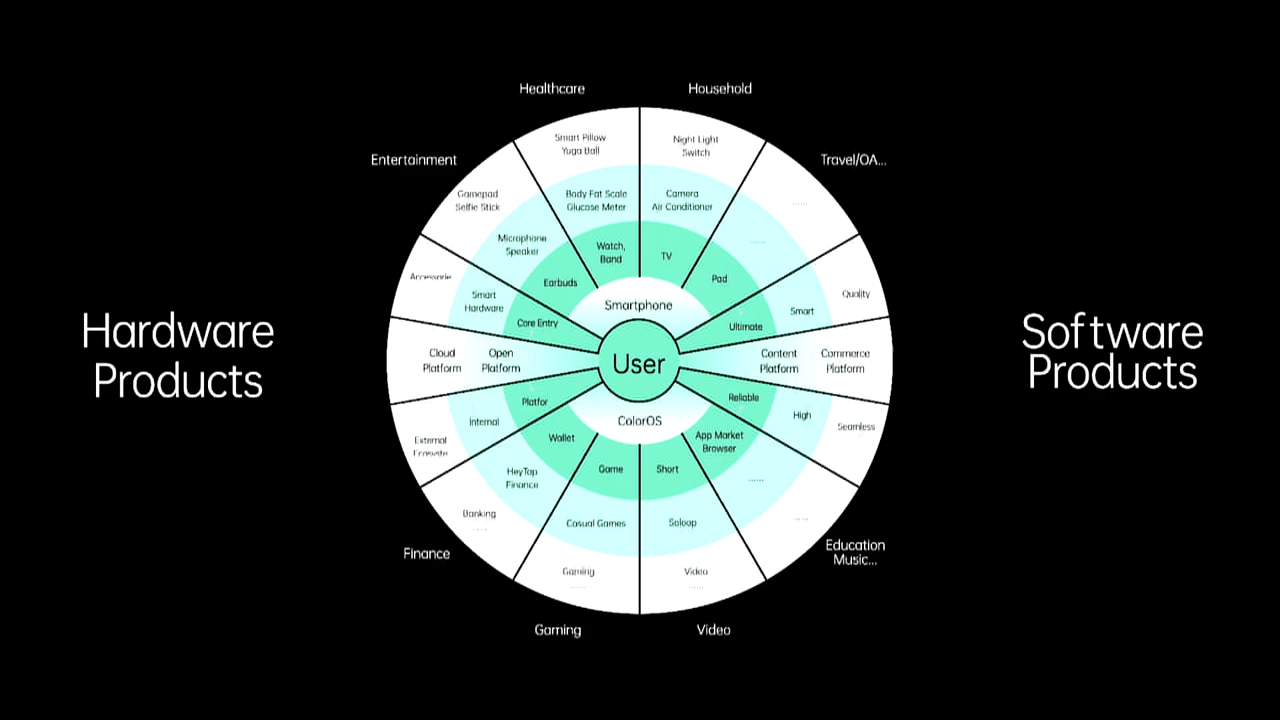 Healthcare
Household
Entertainment
Travel/OA...
Smart Pillow
Yuga Ball
Night Light
Switch
Gamepad
Selfie Stick
Body Fat Scale
Glucose Meter
Camera
Air Conditioner
......
Microphone
Speaker
Watch,
Band
TV
......
Accessorie
Smart
Hardware
Earbuds
Pad
Smart
Quality
Core Entry
Smartphone
Ultimate
Hardware
Products
Cloud
Platform
Open
Platform
User
Content
Platform
Commerce
Platform
Software
Products
External
Internal
Platfor
ColorOS
Reliable
High
Seamless
Wallet
App Market
Browser
HeyTap
Finance
Game
Short
......
Banking
......
Casual Games
Soloop
......
Finance
Gaming
......
Video
......
Education
Music...
Gaming
Video